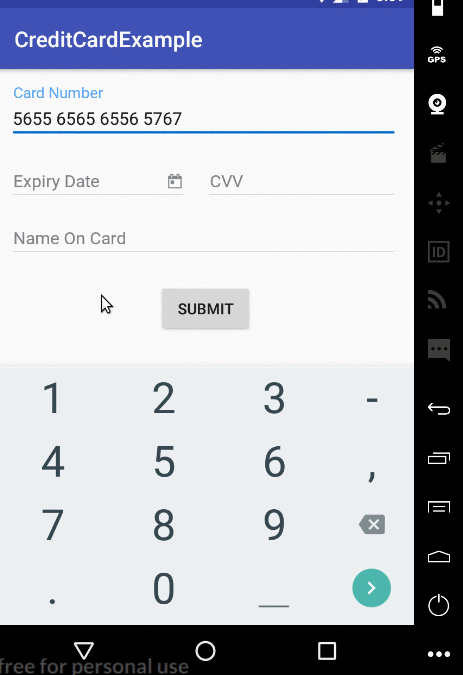 CreditCardExample
GPS
Card Number
5655 6565 6556 5767
Expiry Date CVV
ID
Name On Card
SUBMIT
1 2 3 -
4 5 6 ,
7 8 9
. 0 _
free for personal use